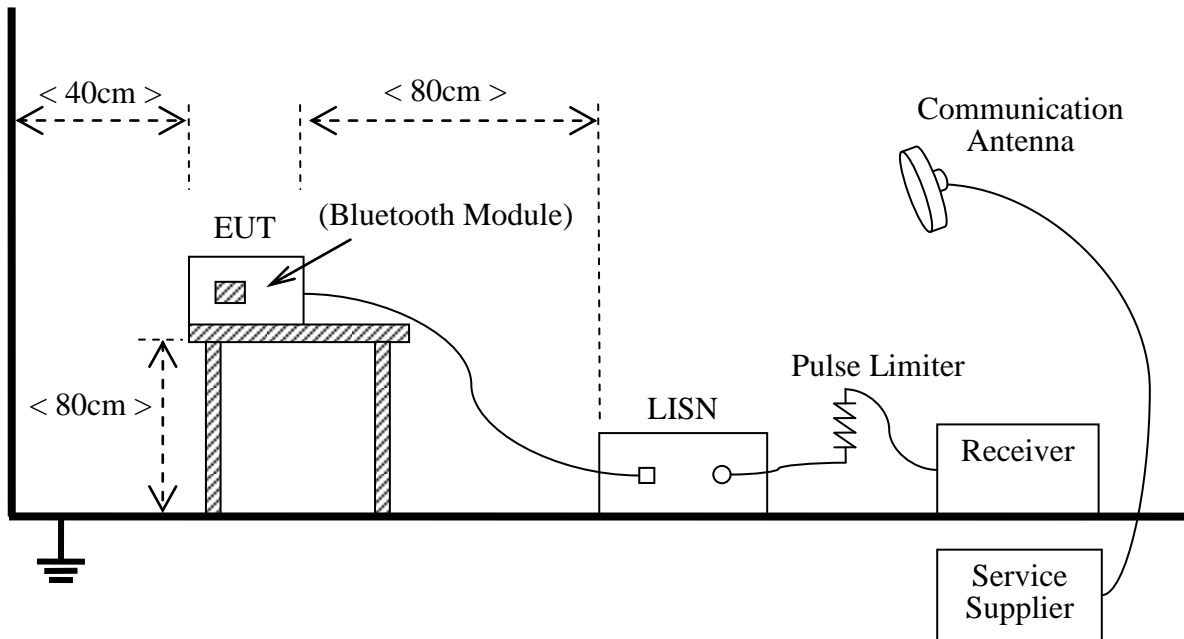 < 40cm >
< 80cm >
Communication
Antenna
EUT
(Bluetooth Module)
< 80cm >
Pulse Limiter
LISN
Receiver
Service
Supplier